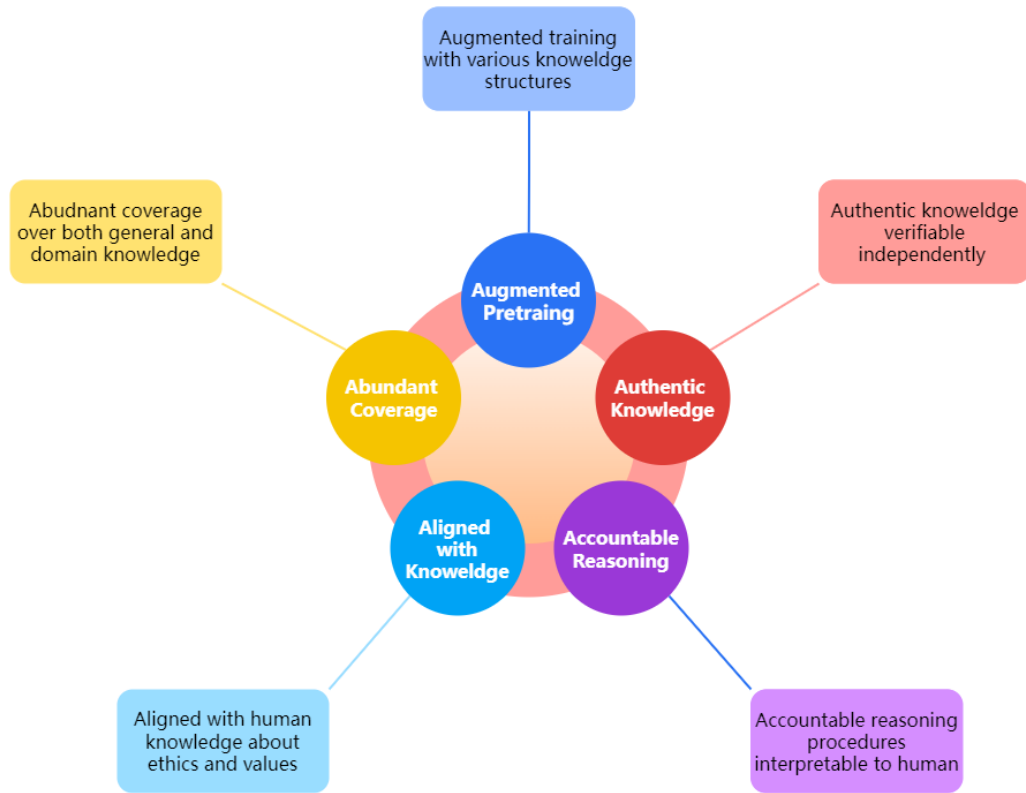 Augmented training
with various knoweldge
structures
Abudnant coverage
over both general and
domain knowledge
Authentic knoweldge
verifiable
independently
Augmented
Pretraing
Abundant
Coverage
Authentic
Knowledge
Aligned
with
Knoweldge
Accountable
Reasoning
Aligned with human
knowledge about
ethics and values
Accountable reasoning
procedures
interpretable to human